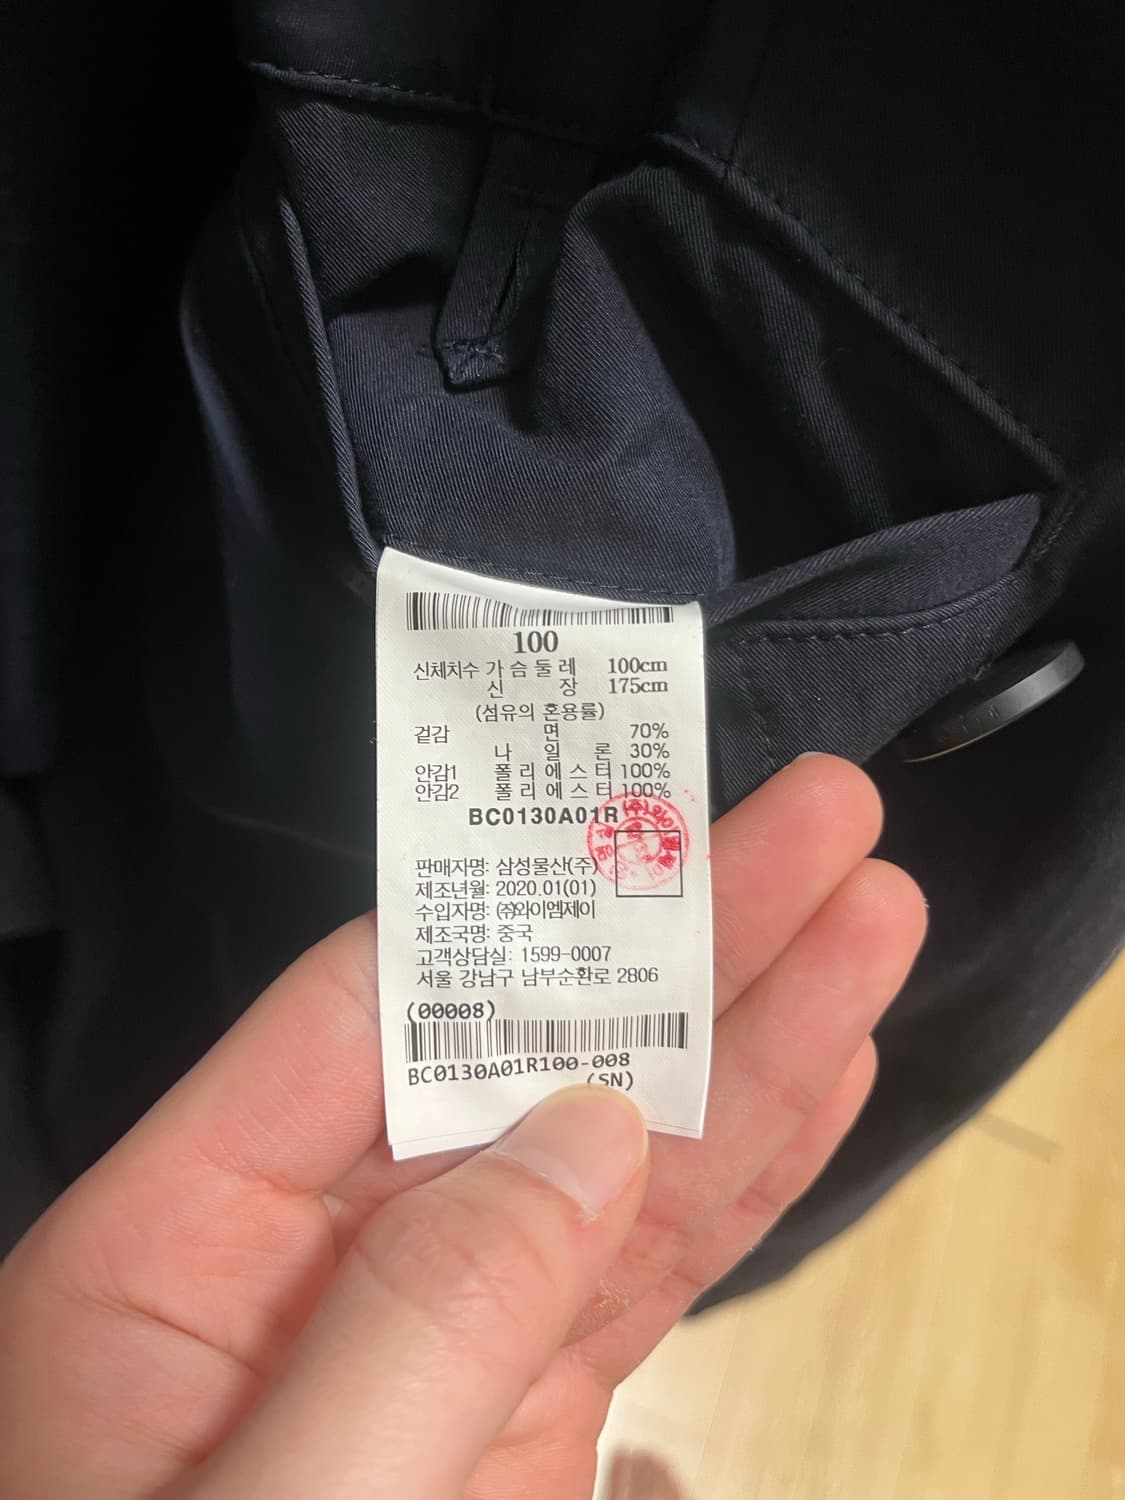 100
신체치수 가슴둘레 100cm
신 장 175cm
(섬유의 혼용률)
겉감 면 70%
나 일 론 30%
안감1 폴리에스터 100%
안감2 폴리에스터 100%
BC0130A01R
판매자명: 삼성물산(주)
제조년월: 2020.01(01)
수입자명: ㈜와이엠제이
제조국명: 중국
고객상담실: 1599-0007
서울 강남구 남부순환로 2806
(00008)
BC0130A01R100-008
(SN)